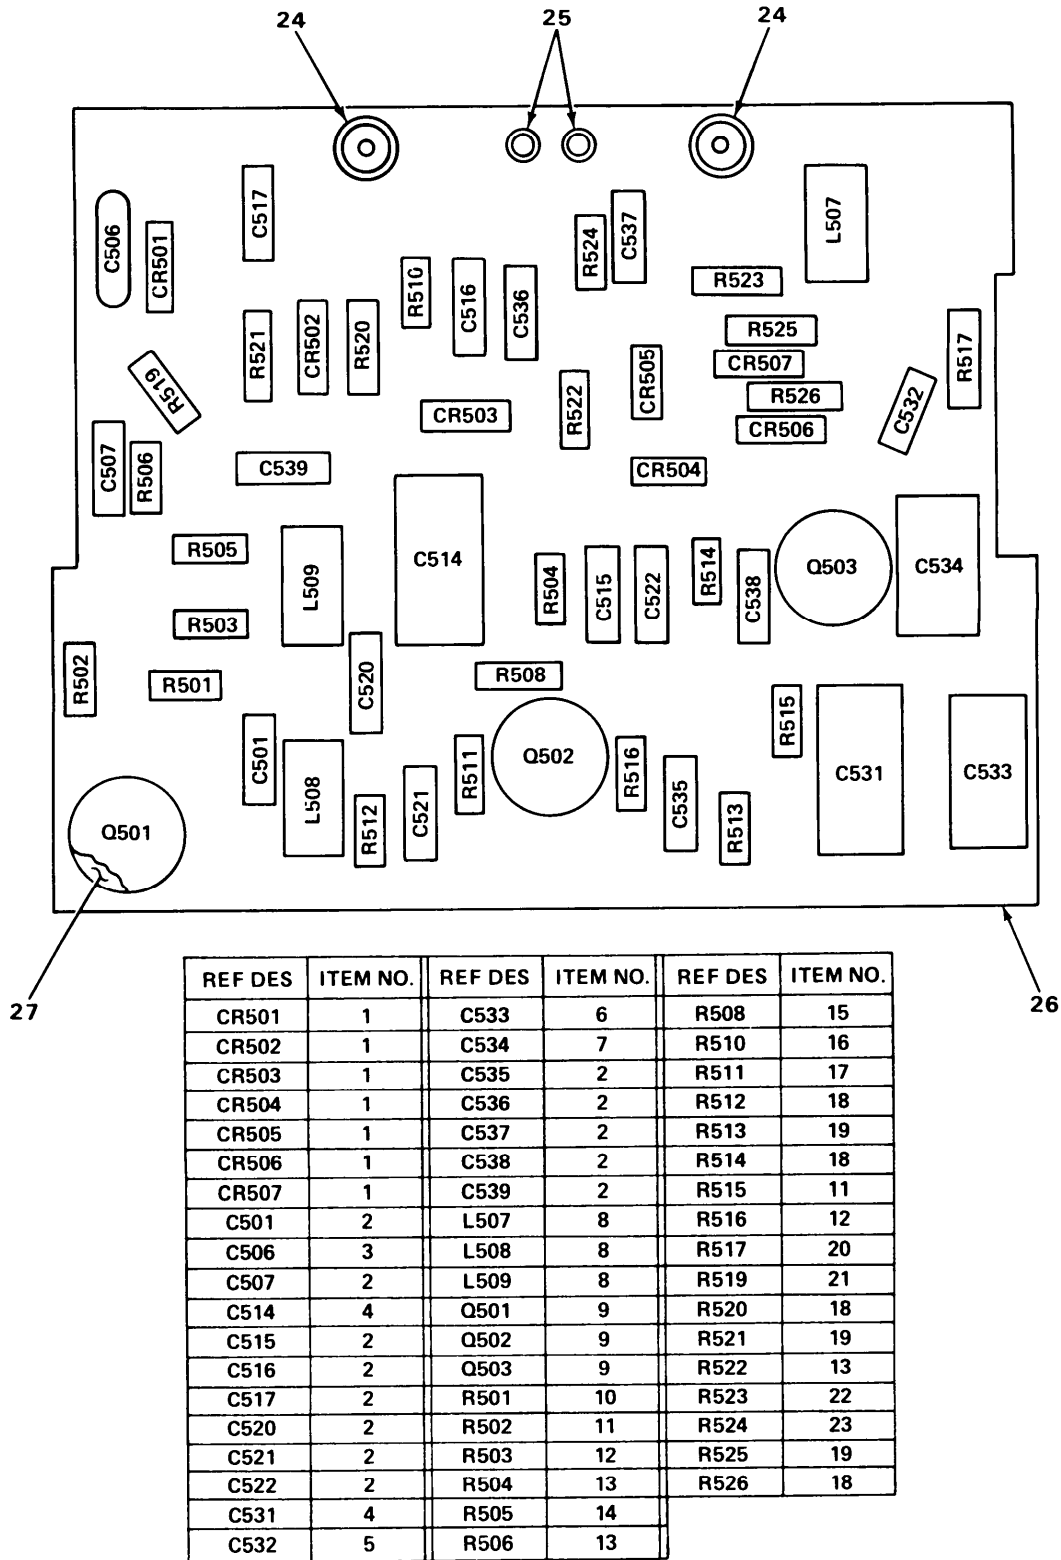 24 25 24
C517
C506
CR501
L507
C537
R524
R510
C516
C536
R523
R521
CR502
R520
R525
R517
CR507
CR505
R519
R526
R522
C532
CR503
CR506
C507
R506
C539
CR504
R505
L509
C514
R504
C515
C522
R514
C538
Q503
C534
R503
R502
R501
C520
R508
C501
L508
R511
Q502
R516
R515
C531
C533
R512
C521
C535
R513
Q501
27
26
REF DES ITEM NO. REF DES ITEM NO. REF DES ITEM NO.
CR501 1 C533 6 R508 15
CR502 1 C534 7 R510 16
CR503 1 C535 2 R511 17
CR504 1 C536 2 R512 18
CR505 1 C537 2 R513 19
CR506 1 C538 2 R514 18
CR507 1 C539 2 R515 11
C501 2 L507 8 R516 12
C506 3 L508 8 R517 20
C507 2 L509 8 R519 21
C514 4 Q501 9 R520 18
C515 2 Q502 9 R521 19
C516 2 Q503 9 R522 13
C517 2 R501 10 R523 22
C520 2 R502 11 R524 23
C521 2 R503 12 R525 19
C522 2 R504 13 R526 18
C531 4 R505 14
C532 5 R506 13